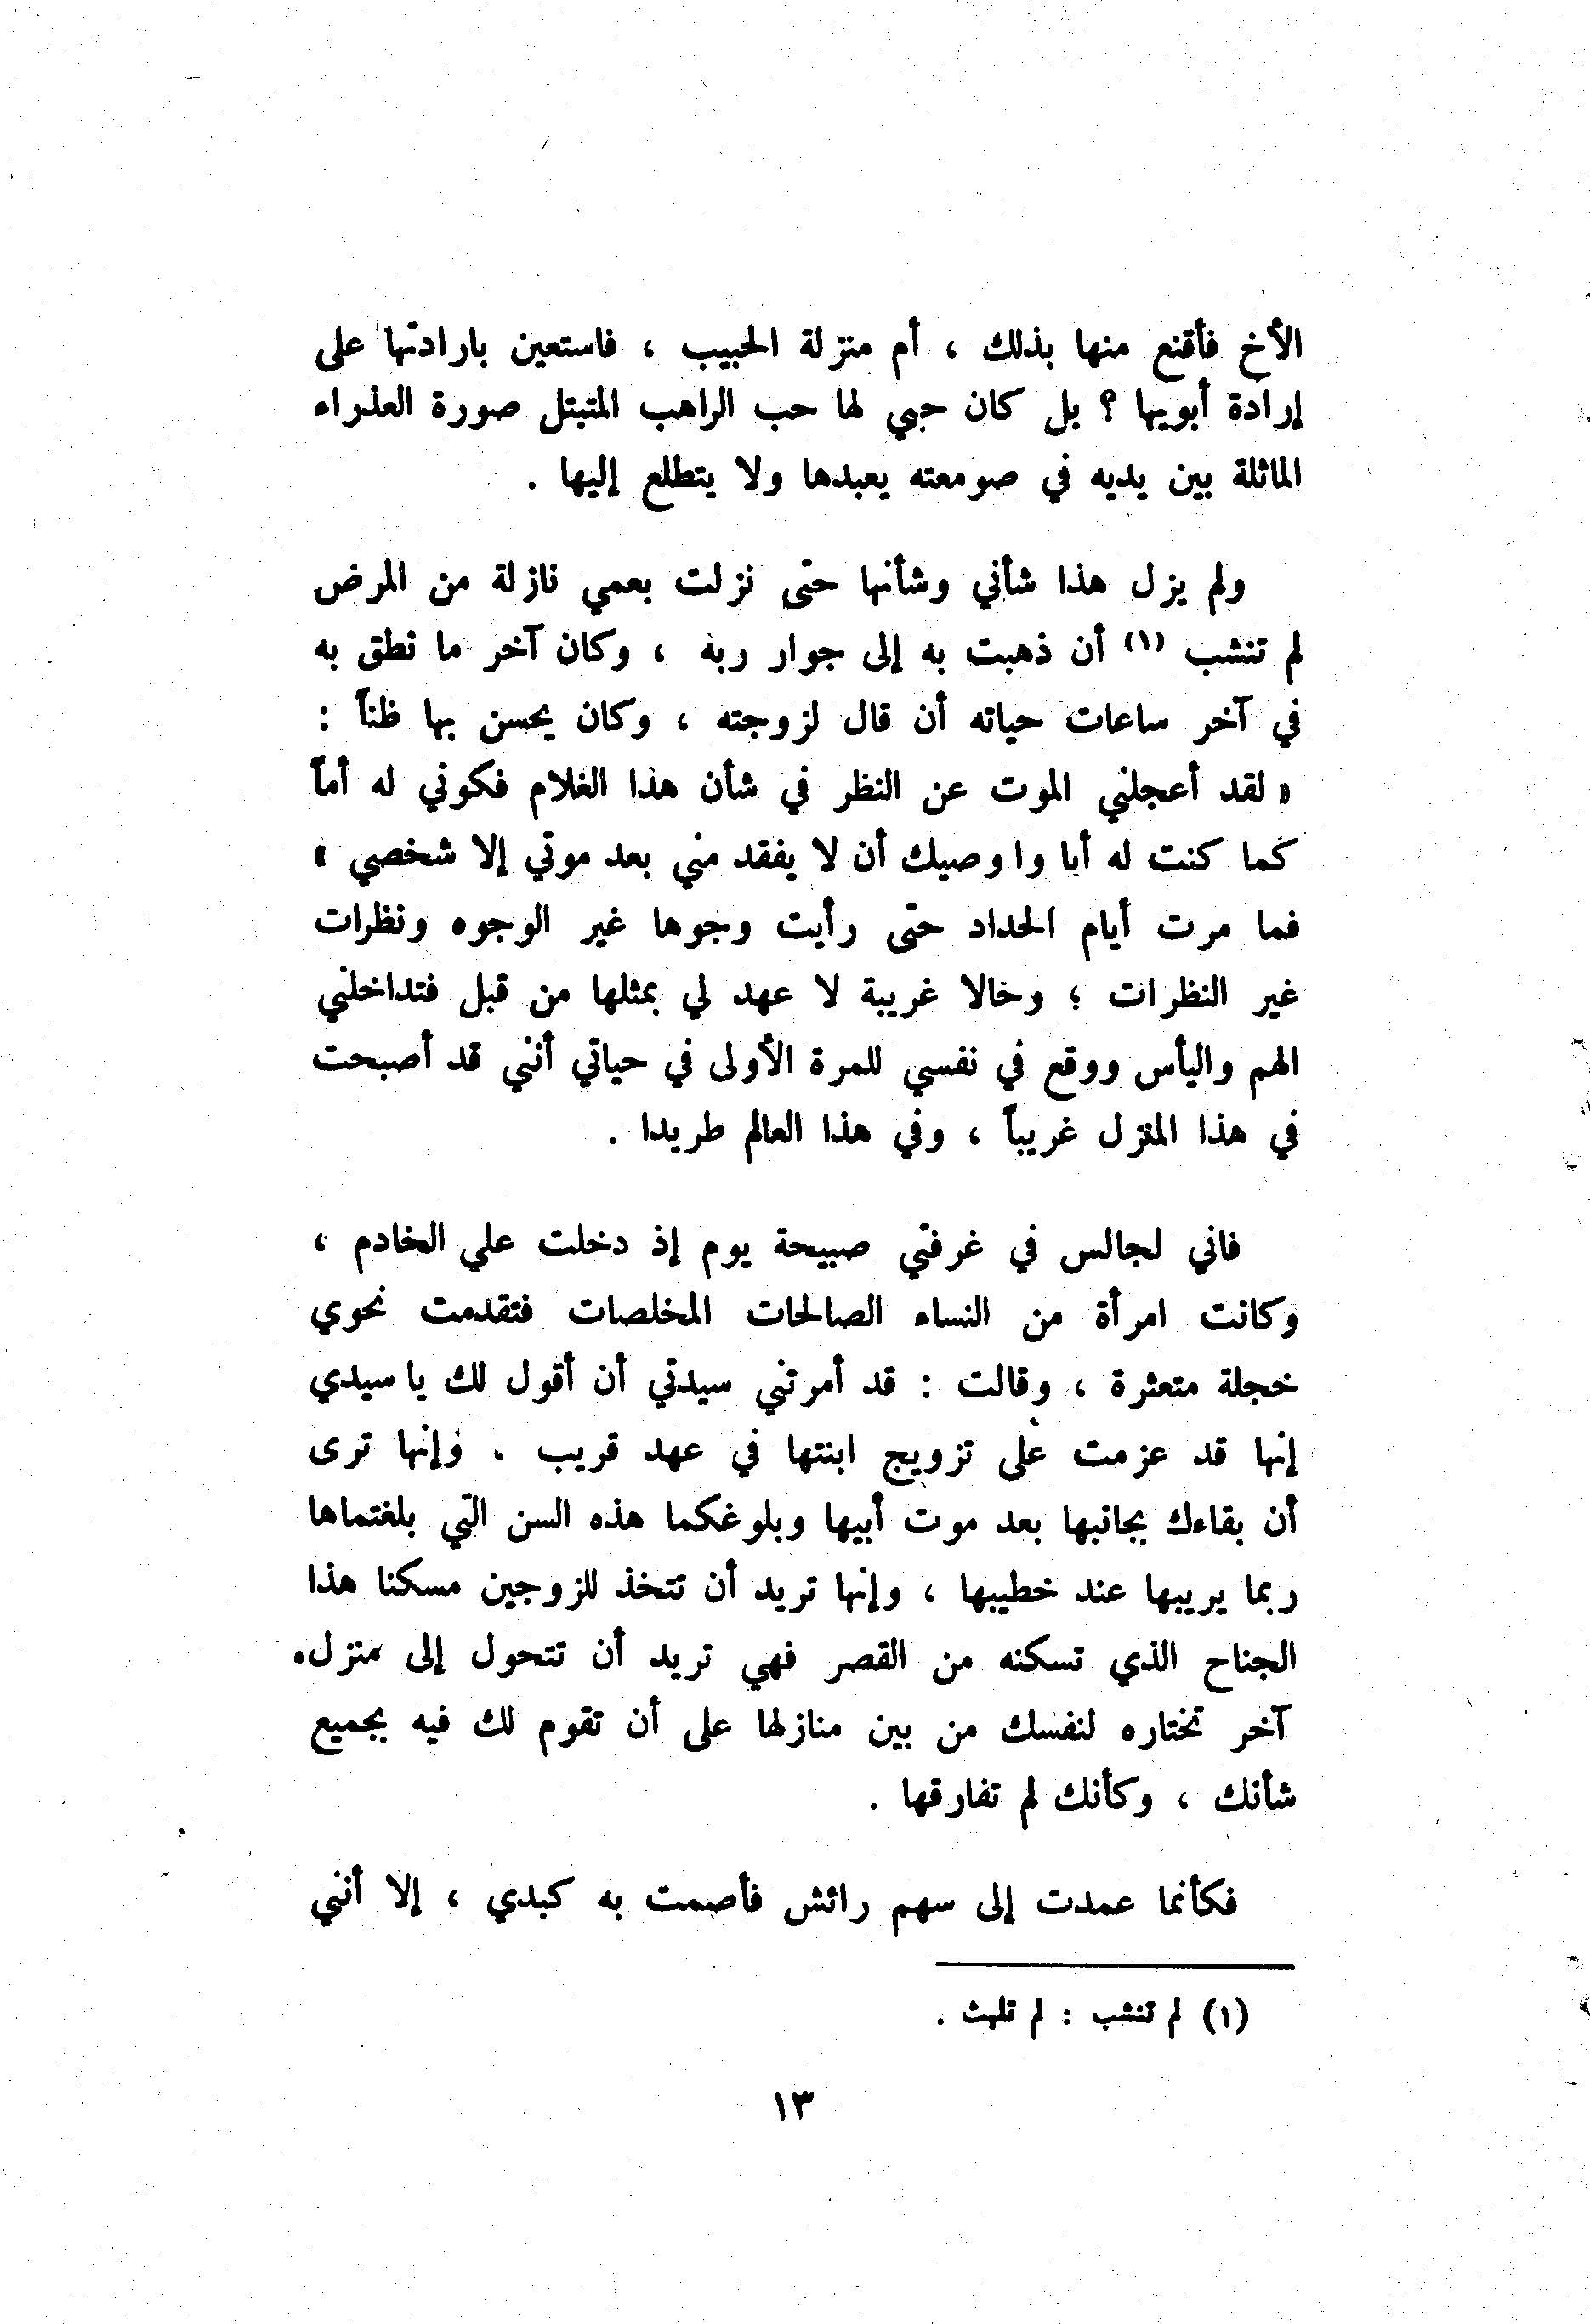 الأخ فأقنع منها بذلك ، أم منزلة الحبيب ، فاستعين بارادتها على
إرادة أبويها ؟ بل كان حبي لها حب الراهب المتبتل صورة العذراء
الماثلة بين يديه في صومعته يعبدها ولا يتطلع إليها .
ولم يزل هذا شأني وشأنها حتى نزلت بعمي نازلة من المرض
لم تنشب (١) أن ذهبت به إلى جوار ربه ، وكان آخر ما نطق به
في آخر ساعات حياته أن قال لزوجته ، وكان يحسن بها ظناً :
« لقد أعجلني الموت عن النظر في شأن هذا الغلام فكوني له أماً
كما كنت له أبا واوصيك أن لا يفقد مني بعد موتي إلا شخصي »
فما مرت أيام الحداد حتى رأيت وجوها غير الوجوه ونظرات
غير النظرات ؛ وحالا غريبة لا عهد لي بمثلها من قبل فتداخلني
الهم واليأس ووقع في نفسي للمرة الأولى في حياتي أنني قد أصبحت
في هذا المنزل غريباً ، وفي هذا العالم طريدا .
فاني لجالس في غرفتي صبيحة يوم إذ دخلت علي الخادم ،
وكانت امرأة من النساء الصالحات المخلصات فتقدمت نحوي
خجلة متعثرة ، وقالت : قد أمرتني سيدتي أن أقول لك يا سيدي
إنها قد عزمت على تزويج ابنتها في عهد قريب . وإنها ترى
أن بقاءك بجانبها بعد موت أبيها وبلوغكما هذه السن التي بلغتماها
ربما يريبها عند خطيبها ، وإنها تريد أن تتخذ للزوجين مسكنا هذا
الجناح الذي تسكنه من القصر فهي تريد أن تتحول إلى منزل
آخر تختاره لنفسك من بين منازلها على أن تقوم لك فيه بجميع
شأنك ، وكأنك لم تفارقها .
فكأنما عمدت إلى سهم رائش فأصمت به كبدي ، إلا أنني
(١) لم تنشب : لم تلبث .
١٣